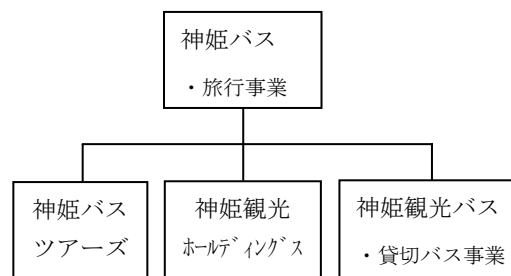 神姫バス
・旅行事業
神姫バス
ツアーズ
神姫観光
ﾎｰﾙﾃﾞｨﾝｸﾞｽ
神姫観光バス
・貸切バス事業